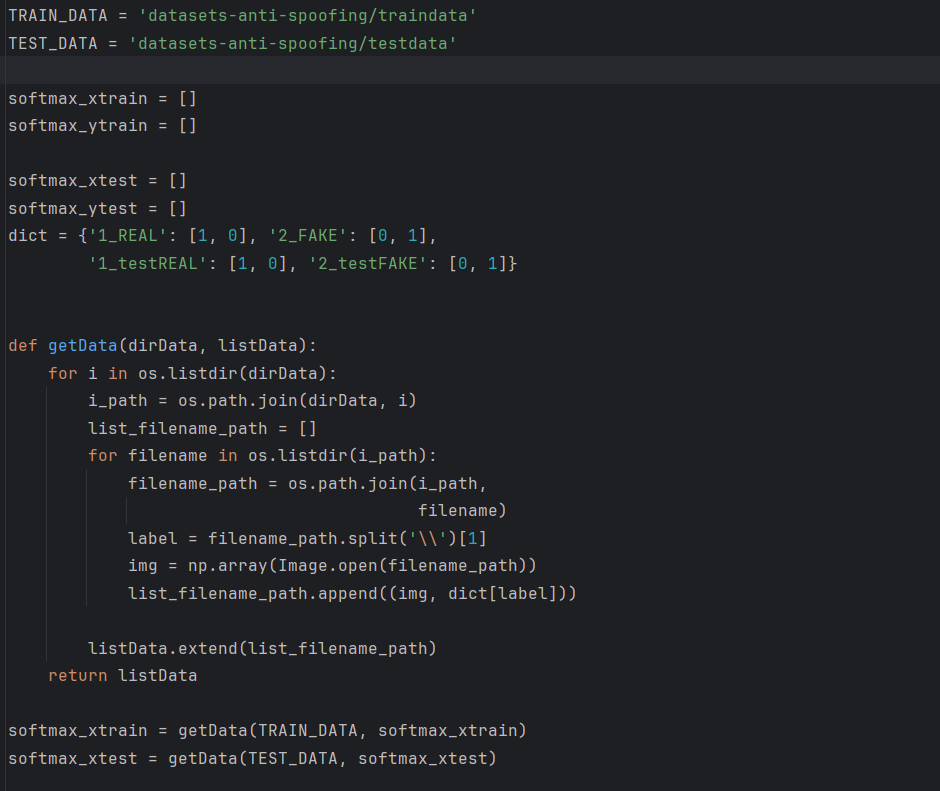 TRAIN_DATA = 'datasets-anti-spoofing/traindata'
TEST_DATA = 'datasets-anti-spoofing/testdata'

softmax_xtrain = []
softmax_ytrain = []

softmax_xtest = []
softmax_ytest = []
dict = {'1_REAL': [1, 0], '2_FAKE': [0, 1],
        '1_testREAL': [1, 0], '2_testFAKE': [0, 1]}


def getData(dirData, listData):
    for i in os.listdir(dirData):
        i_path = os.path.join(dirData, i)
        list_filename_path = []
        for filename in os.listdir(i_path):
            filename_path = os.path.join(i_path,
                                         filename)
            label = filename_path.split('\\')[1]
            img = np.array(Image.open(filename_path))
            list_filename_path.append((img, dict[label]))

        listData.extend(list_filename_path)
    return listData

softmax_xtrain = getData(TRAIN_DATA, softmax_xtrain)
softmax_xtest = getData(TEST_DATA, softmax_xtest)